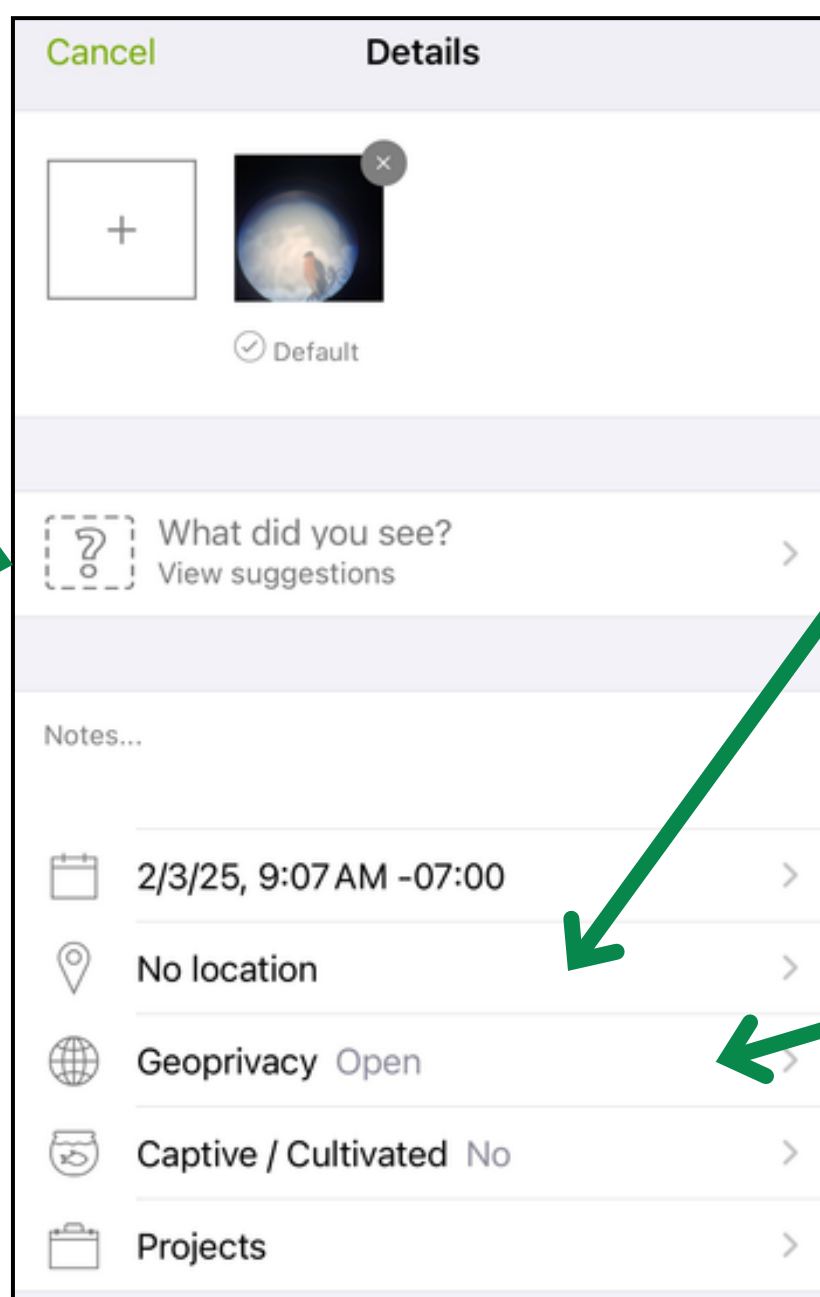 Cancel Details
Default
What did you see?
View suggestions
Notes...
2/3/25, 9:07 AM -07:00
No location
Geoprivacy Open
Captive / Cultivated No
Projects